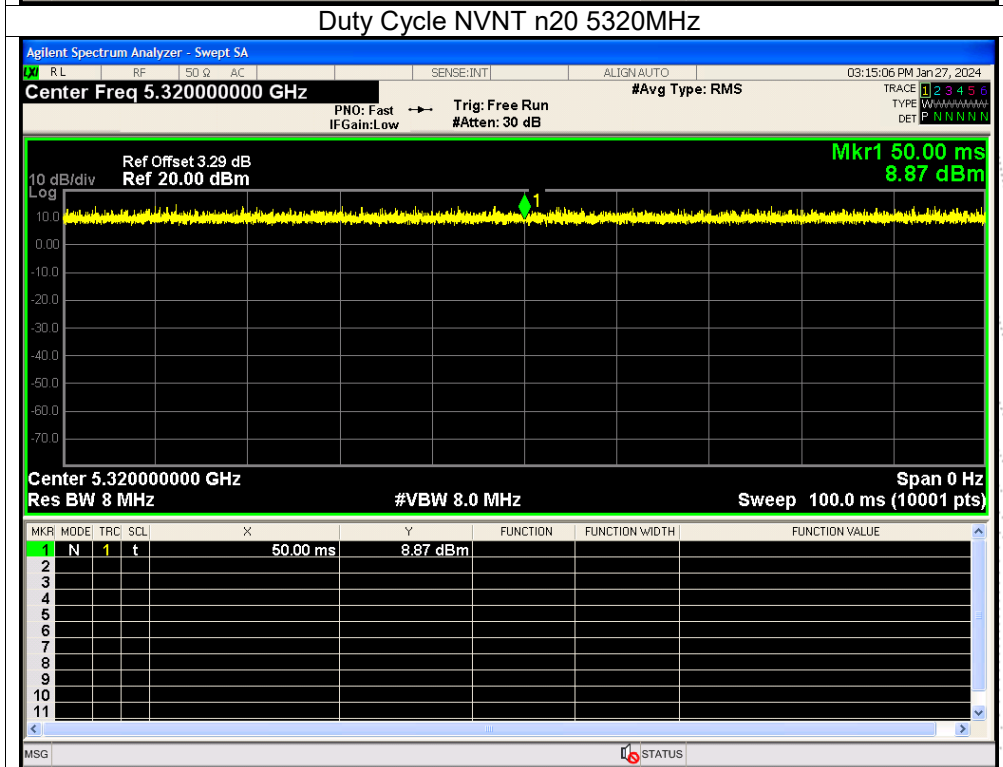 Duty Cycle NVNT n20 5320MHz
Agilent Spectrum Analyzer - Swept SA
LXI RL RF 50 Ω AC SENSE:INT ALIGN AUTO 03:15:06 PM Jan 27, 2024
Center Freq 5.320000000 GHz #Avg Type: RMS TRACE 1 2 3 4 5 6
PNO: Fast Trig: Free Run TYPE WWWWWW
IFGain:Low #Atten: 30 dB DET P N N N N N
Mkr1 50.00 ms
8.87 dBm
Ref Offset 3.29 dB
10 dB/div Ref 20.00 dBm
Log
1
10.0
0.00
-10.0
-20.0
-30.0
-40.0
-50.0
-60.0
-70.0
Center 5.320000000 GHz Span 0 Hz
Res BW 8 MHz #VBW 8.0 MHz Sweep 100.0 ms (10001 pts)
MKR MODE TRC SCL X Y FUNCTION FUNCTION WIDTH FUNCTION VALUE
1 N 1 t 50.00 ms 8.87 dBm
2
3
4
5
6
7
8
9
10
11
MSG STATUS